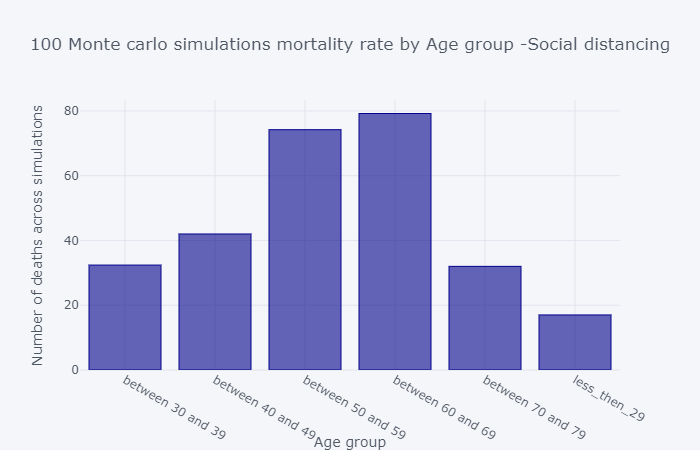 100 Monte carlo simulations mortality rate by Age group -Social distancing
Number of deaths across simulations
80
60
40
20
0
between 30 and 39
between 40 and 49
between 50 and 59
between 60 and 69
between 70 and 79
less_then_29
Age group